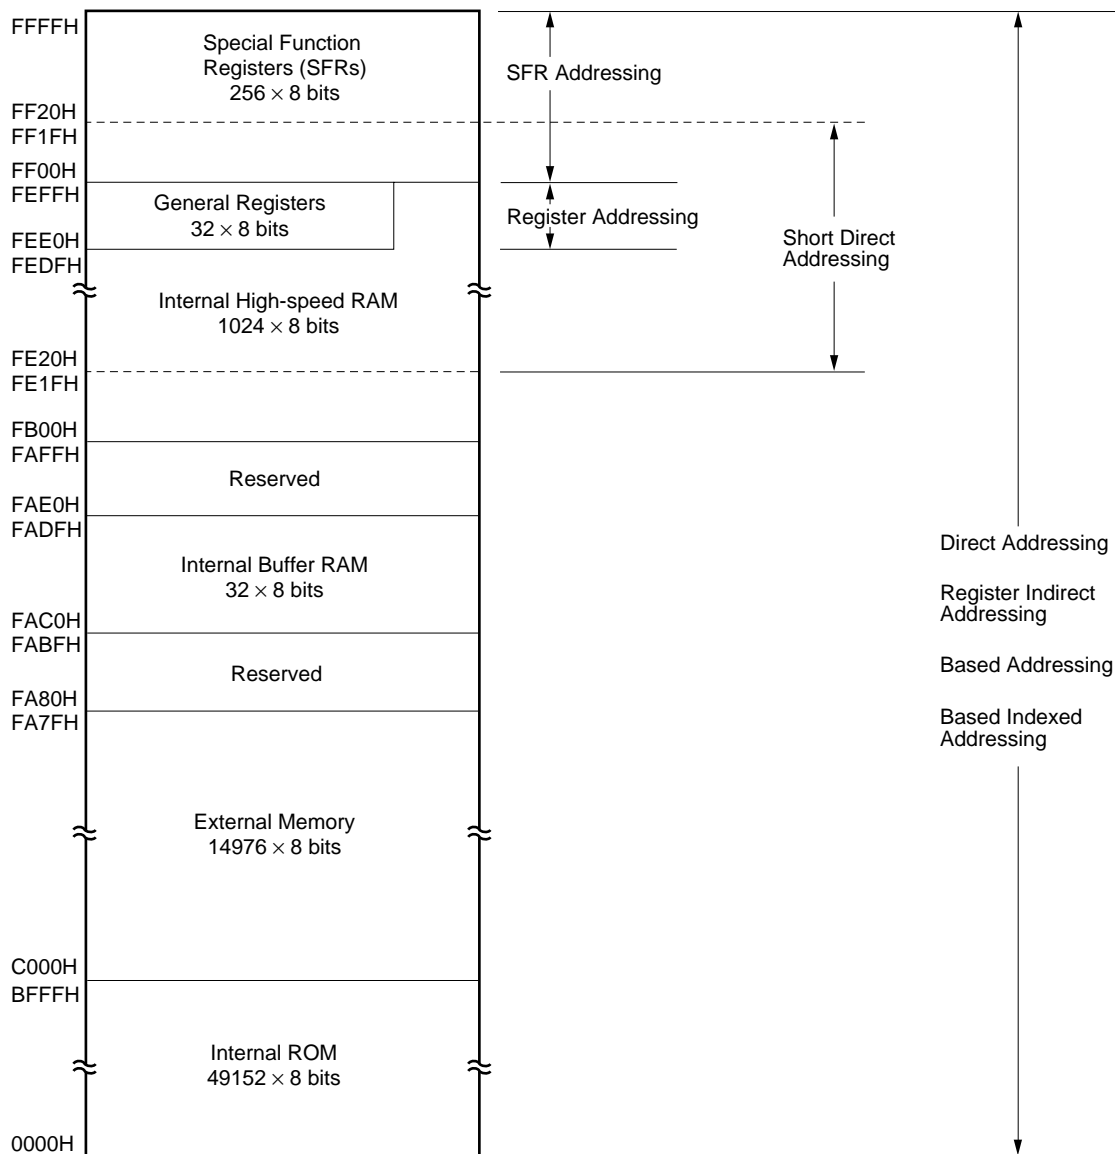 FFFFH
Special Function
Registers (SFRs)
256 × 8 bits
SFR Addressing
FF20H
FF1FH
FF00H
FEFFH
General Registers
32 × 8 bits
Register Addressing
FEE0H
FEDFH
Short Direct
Addressing
Internal High-speed RAM
1024 × 8 bits
FE20H
FE1FH
FB00H
FAFFH
Reserved
FAE0H
FADFH
Internal Buffer RAM
32 × 8 bits
FAC0H
FABFH
Reserved
FA80H
FA7FH
Direct Addressing
Register Indirect
Addressing
Based Addressing
Based Indexed
Addressing
External Memory
14976 × 8 bits
C000H
BFFFH
Internal ROM
49152 × 8 bits
0000H